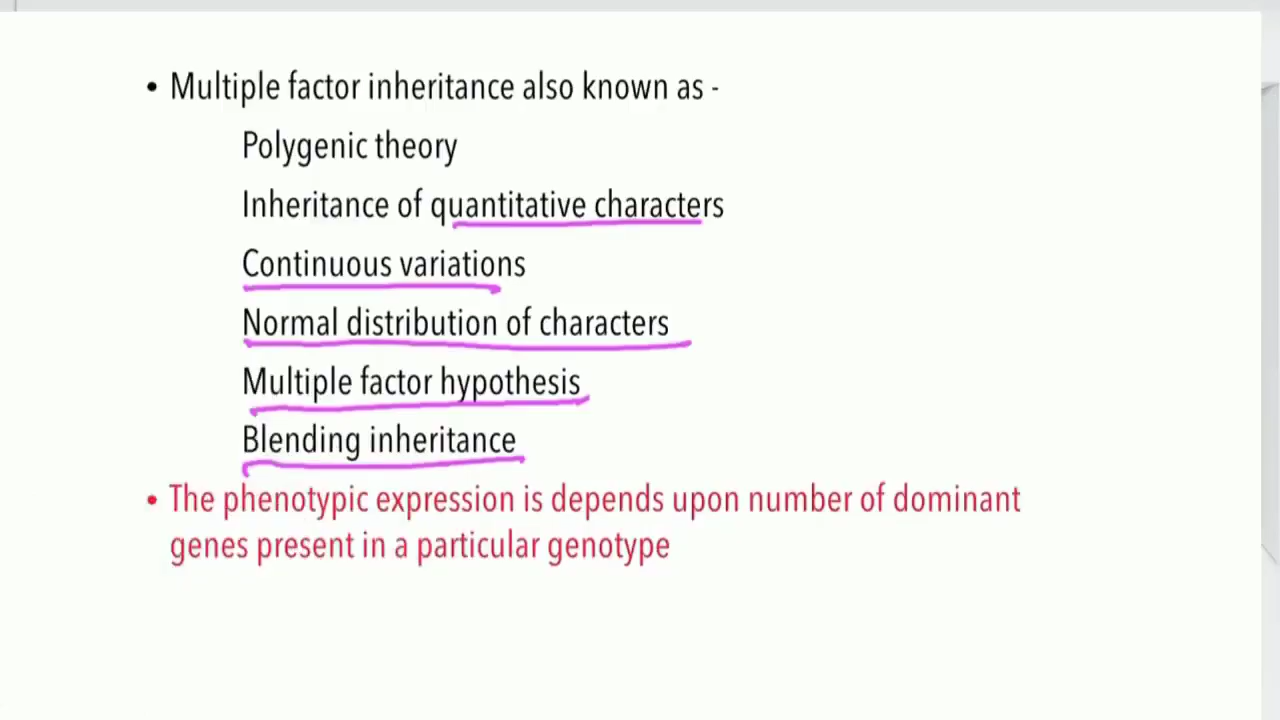 • Multiple factor inheritance also known as -
Polygenic theory
Inheritance of quantitative characters
Continuous variations
Normal distribution of characters
Multiple factor hypothesis
Blending inheritance
• The phenotypic expression is depends upon number of dominant
genes present in a particular genotype